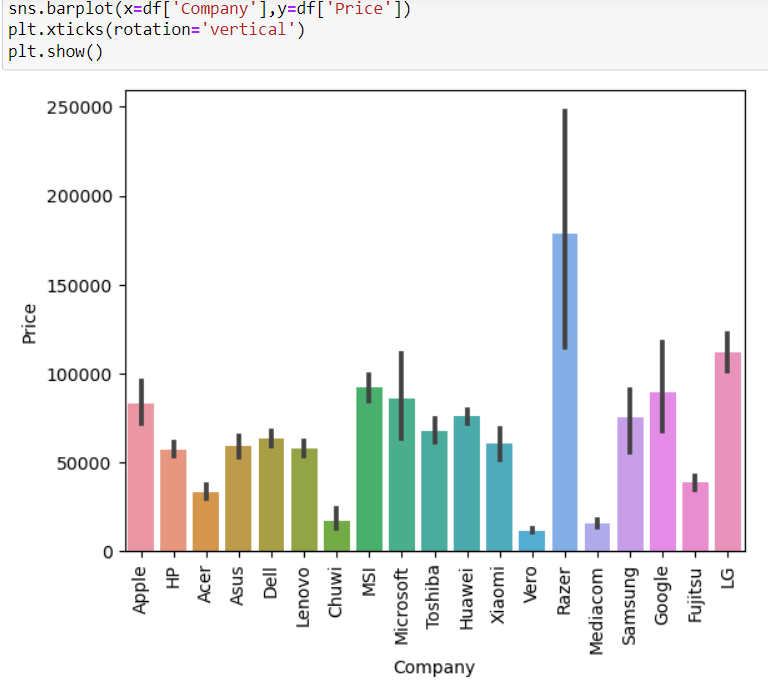 sns.barplot(x=df['Company'],y=df['Price'])
plt.xticks(rotation='vertical')
plt.show()
250000
200000
150000
100000
50000
0
Price
Apple
HP
Acer
Asus
Dell
Lenovo
Chuwi
MSI
Microsoft
Toshiba
Huawei
Xiaomi
Vero
Razer
Mediacom
Samsung
Google
Fujitsu
LG
Company